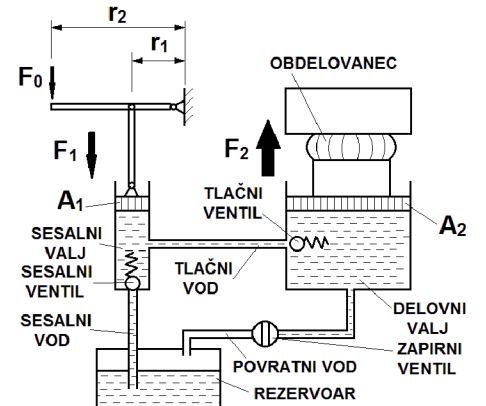 r₂
r₁
F₀
F₁
F₂
OBDELOVANEC
A₁
TLAČNI
VENTIL
A₂
SESALNI
VALJ
SESALNI
VENTIL
TLAČNI
VOD
SESALNI
VOD
DELOVNI
VALJ
POVRATNI VOD
ZAPIRNI
VENTIL
REZERVOAR